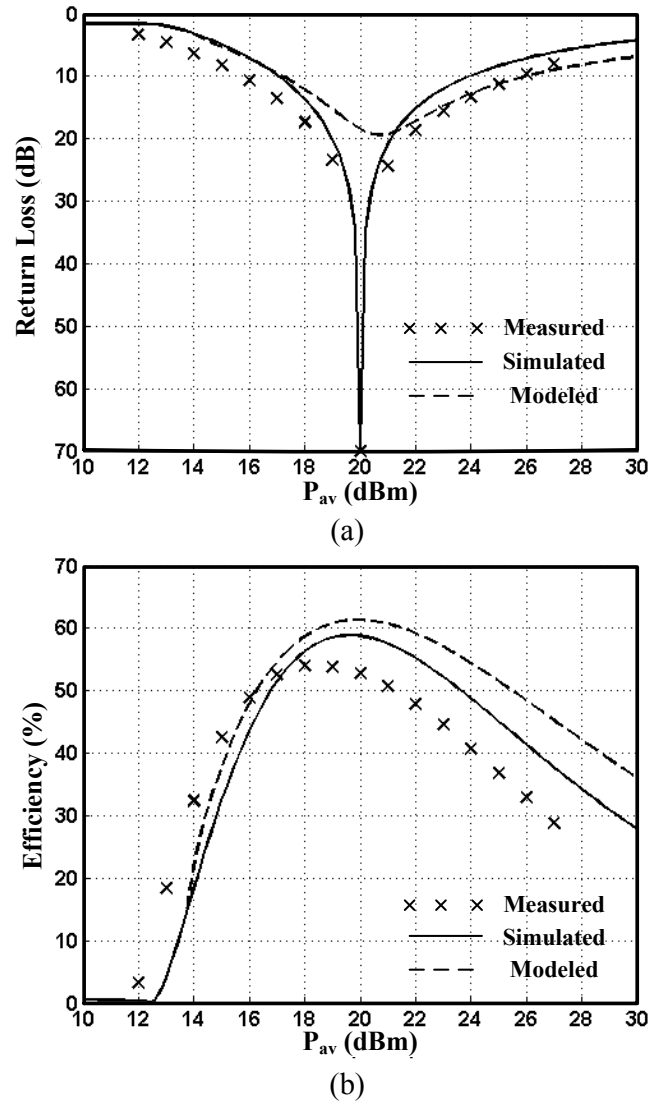 0
10
20
30
40
50
60
70
Return Loss (dB)
× × × Measured
Simulated
Modeled
10 12 14 16 18 20 22 24 26 28 30
P_av (dBm)
(a)
70
60
50
40
30
20
10
0
Efficiency (%)
× × × Measured
Simulated
Modeled
10 12 14 16 18 20 22 24 26 28 30
P_av (dBm)
(b)